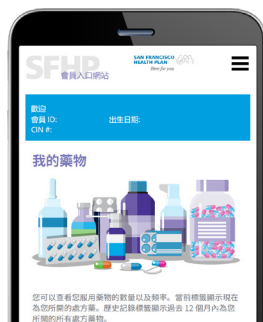 SFHP
會員入口網站
SAN FRANCISCO
HEALTH PLAN
Here for you
歡迎
會員 ID: 出生日期:
CIN #:
我的藥物
您可以查看您服用藥物的數量以及頻率。當前標籤顯示現在
為您所開的處方藥。歷史記錄標籤顯示過去 12 個月內為您
所開的所有處方藥物。